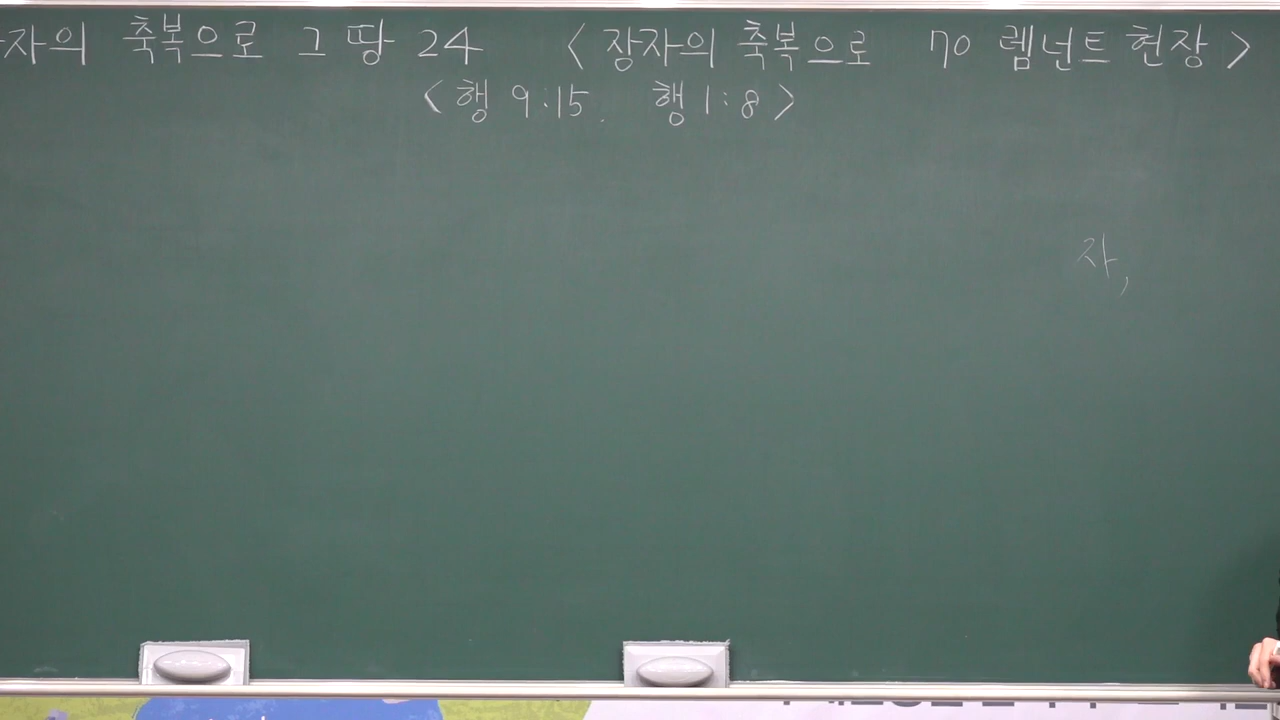 자의 축복으로 그 땅 24 <장자의 축복으로 70 렘넌트 현장>
<행 9:15. 행 1:8>
자,